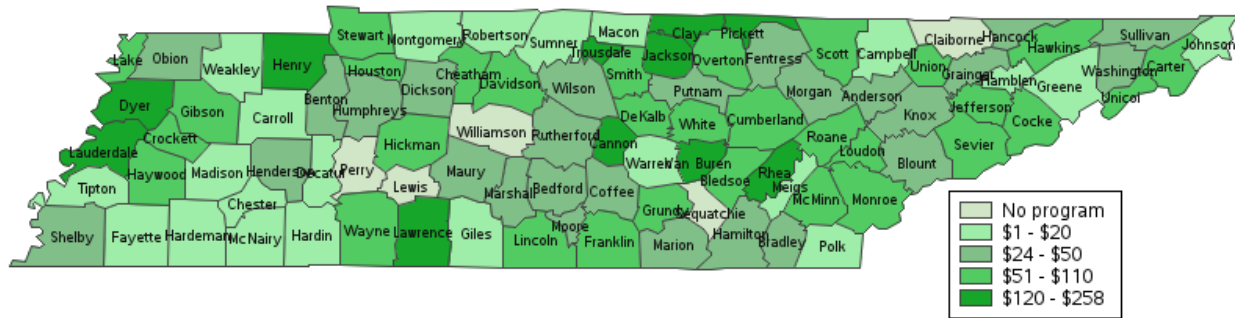 Lake
Obion
Weakley
Henry
Stewart
Montgomery
Robertson
Sumner
Macon
Trousdale
Clay
Pickett
Jackson
Overton
Fentress
Scott
Campbell
Claiborne
Hancock
Hawkins
Sullivan
Johnson
Dyer
Gibson
Carroll
Benton
Houston
Humphreys
Dickson
Cheatham
Davidson
Wilson
Smith
Putnam
Morgan
Anderson
Union
Grainger
Hamblen
Greene
Washington
Carter
Unicoi
Lauderdale
Crockett
Haywood
Madison
Henderson
Decatur
Perry
Hickman
Williamson
Rutherford
Cannon
DeKalb
White
Cumberland
Roane
Loudon
Knox
Jefferson
Cocke
Sevier
Blount
Tipton
Chester
Lewis
Maury
Marshall
Bedford
Coffee
Warren
Van Buren
Bledsoe
Rhea
Meigs
McMinn
Monroe
Shelby
Fayette
Hardeman
McNairy
Hardin
Wayne
Lawrence
Giles
Lincoln
Moore
Franklin
Grundy
Sequatchie
Marion
Hamilton
Bradley
Polk
No program
$1 - $20
$24 - $50
$51 - $110
$120 - $258